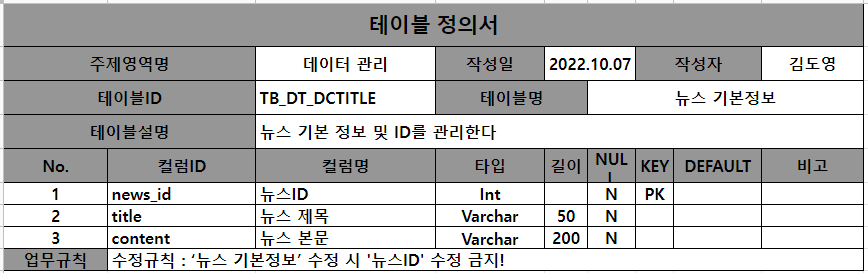 테이블 정의서
주제영역명 데이터 관리 작성일 2022.10.07 작성자 김도영
테이블ID TB_DT_DCTITLE 테이블명 뉴스 기본정보
테이블설명 뉴스 기본 정보 및 ID를 관리한다
No. 컬럼ID 컬럼명 타입 길이 NULL KEY DEFAULT 비고
1 news_id 뉴스ID Int N PK
2 title 뉴스 제목 Varchar 50 N
3 content 뉴스 본문 Varchar 200 N
업무규칙 수정규칙 : ‘뉴스 기본정보’ 수정 시 '뉴스ID' 수정 금지!